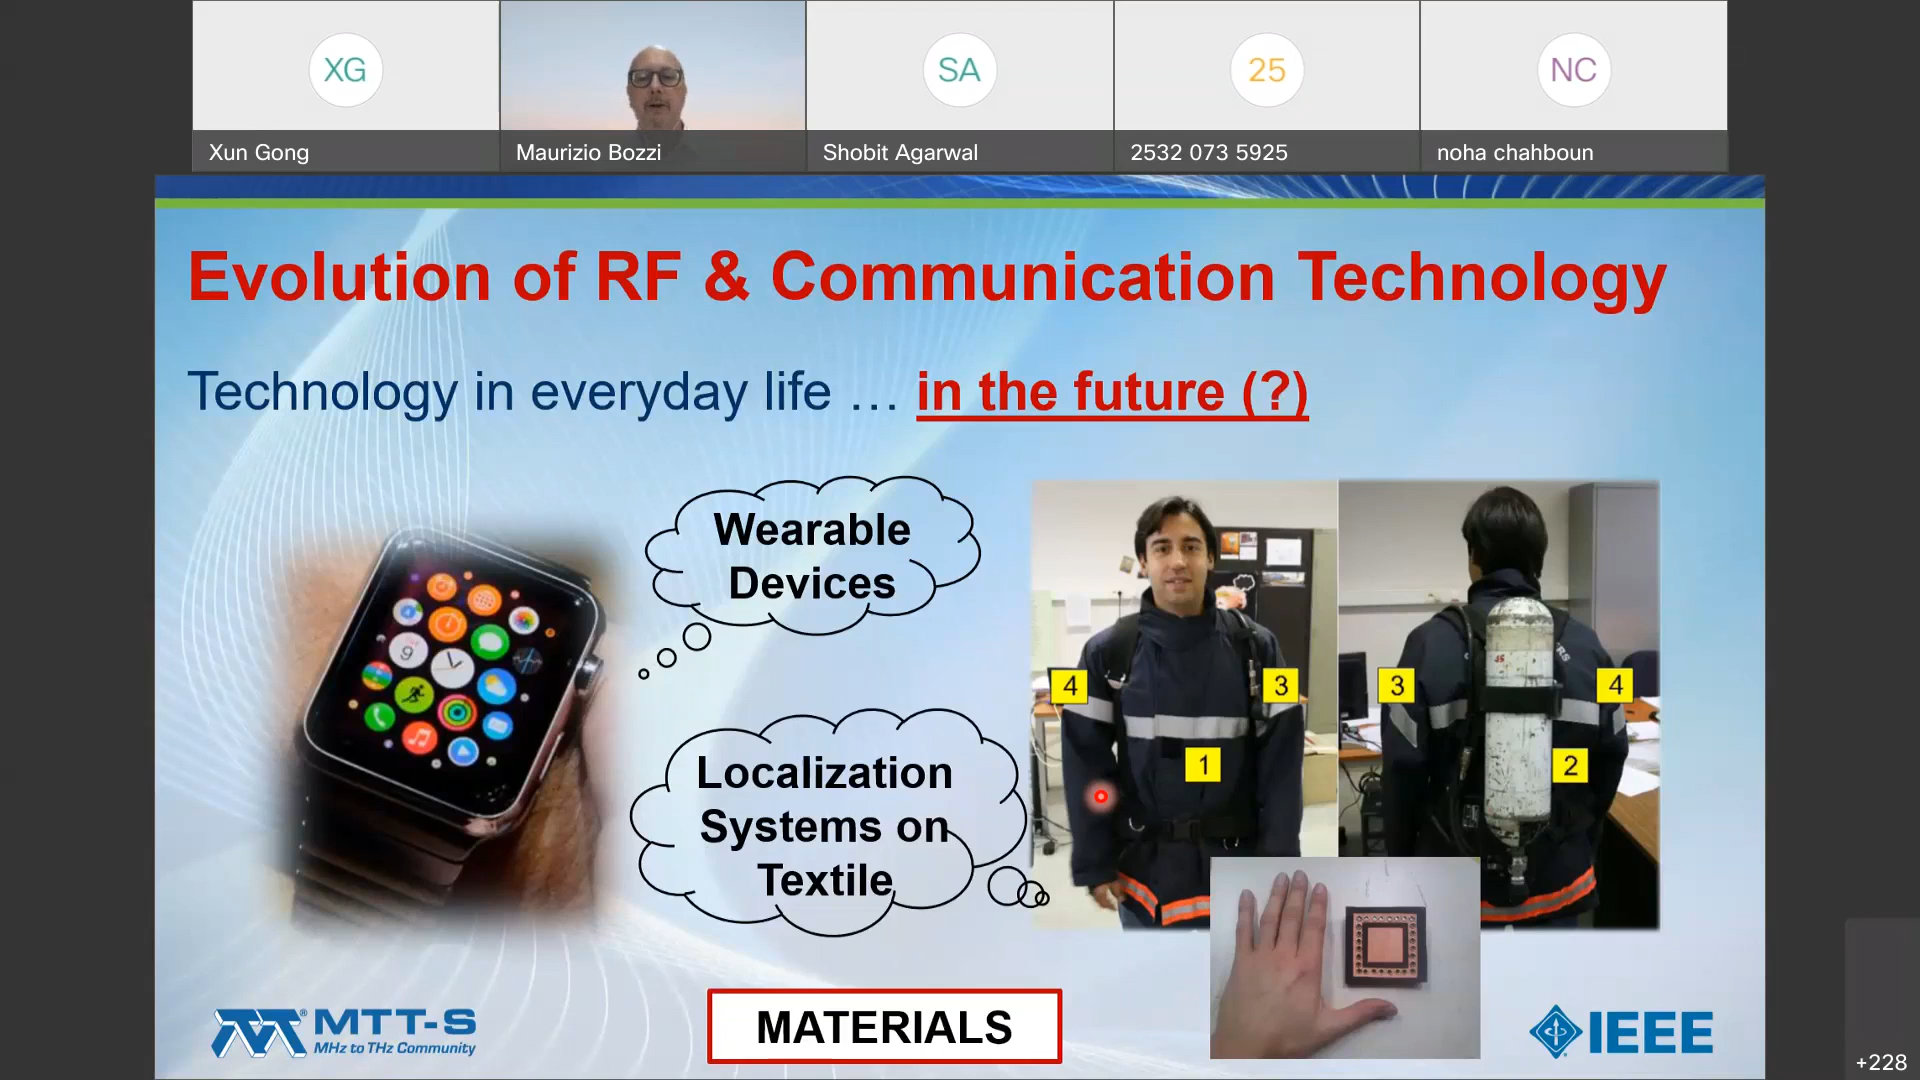 XG
SA
25
NC
Xun Gong
Maurizio Bozzi
Shobit Agarwal
2532 073 5925
noha chahboun
Evolution of RF & Communication Technology
Technology in everyday life … in the future (?)
Wearable
Devices
9
Localization
Systems on
Textile
4
3
1
3
4
2
MATERIALS
MTT-S
MHz to THz Community
IEEE
+228